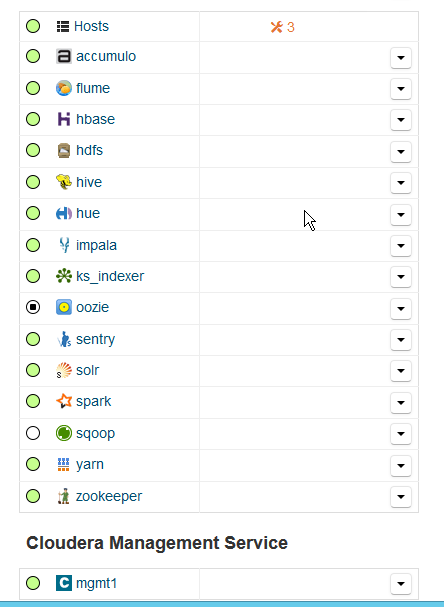 Hosts 3
accumulo
flume
hbase
hdfs
hive
hue
impala
ks_indexer
oozie
sentry
solr
spark
sqoop
yarn
zookeeper
Cloudera Management Service
mgmt1